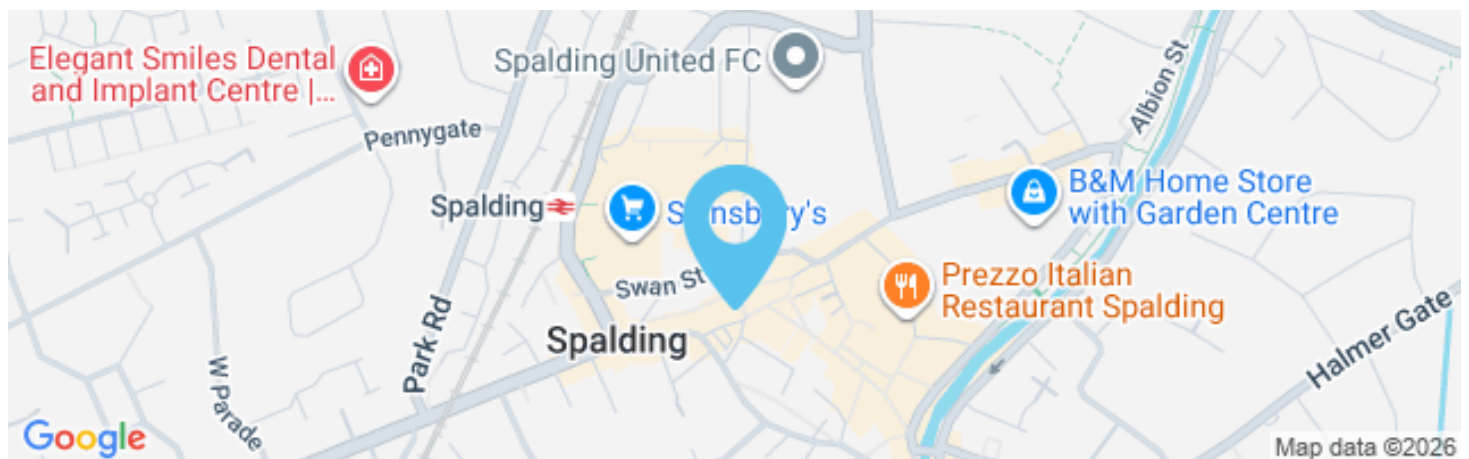 Elegant Smiles Dental
and Implant Centre |...
Spalding United FC
Albion St
Pennygate
B&M Home Store
with Garden Centre
Spalding
Swan St
Prezzo Italian
Restaurant Spalding
Spalding
Park Rd
W Parade
Halmer Gate
Google
Map data ©2026